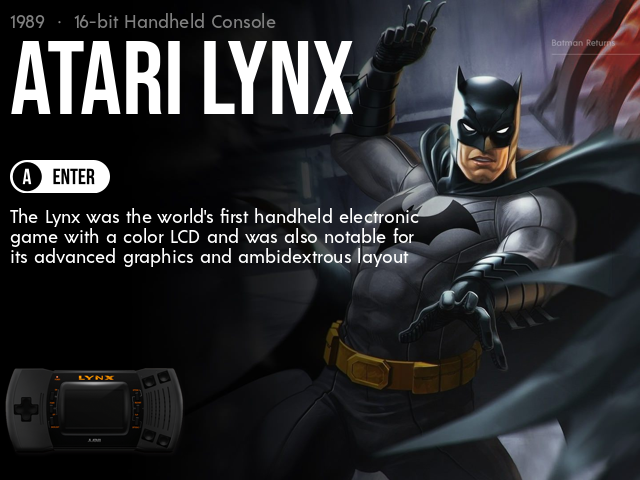 1989 · 16-bit Handheld Console
ATARI LYNX
Batman Returns
A ENTER
The Lynx was the world's first handheld electronic
game with a color LCD and was also notable for
its advanced graphics and ambidextrous layout
LYNX